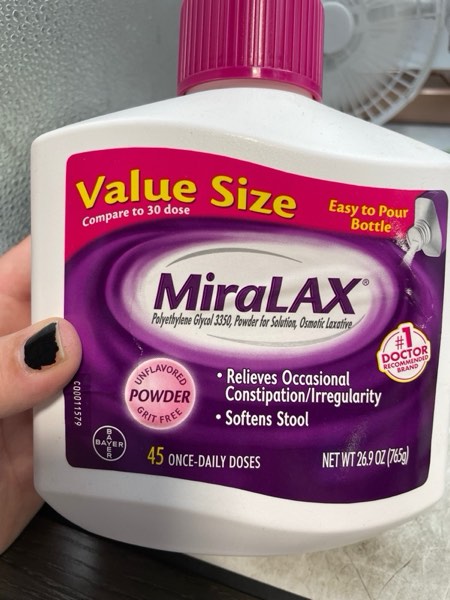 Value Size
Compare to 30 dose
Easy to Pour
Bottle
MiraLAX®
Polyethylene Glycol 3350, Powder for Solution, Osmotic Laxative
#1
DOCTOR
RECOMMENDED
BRAND
UNFLAVORED
POWDER
GRIT FREE
• Relieves Occasional
Constipation/Irregularity
• Softens Stool
C00011579
BAYER
BAYER
45 ONCE-DAILY DOSES
NET WT 26.9 OZ (765g)